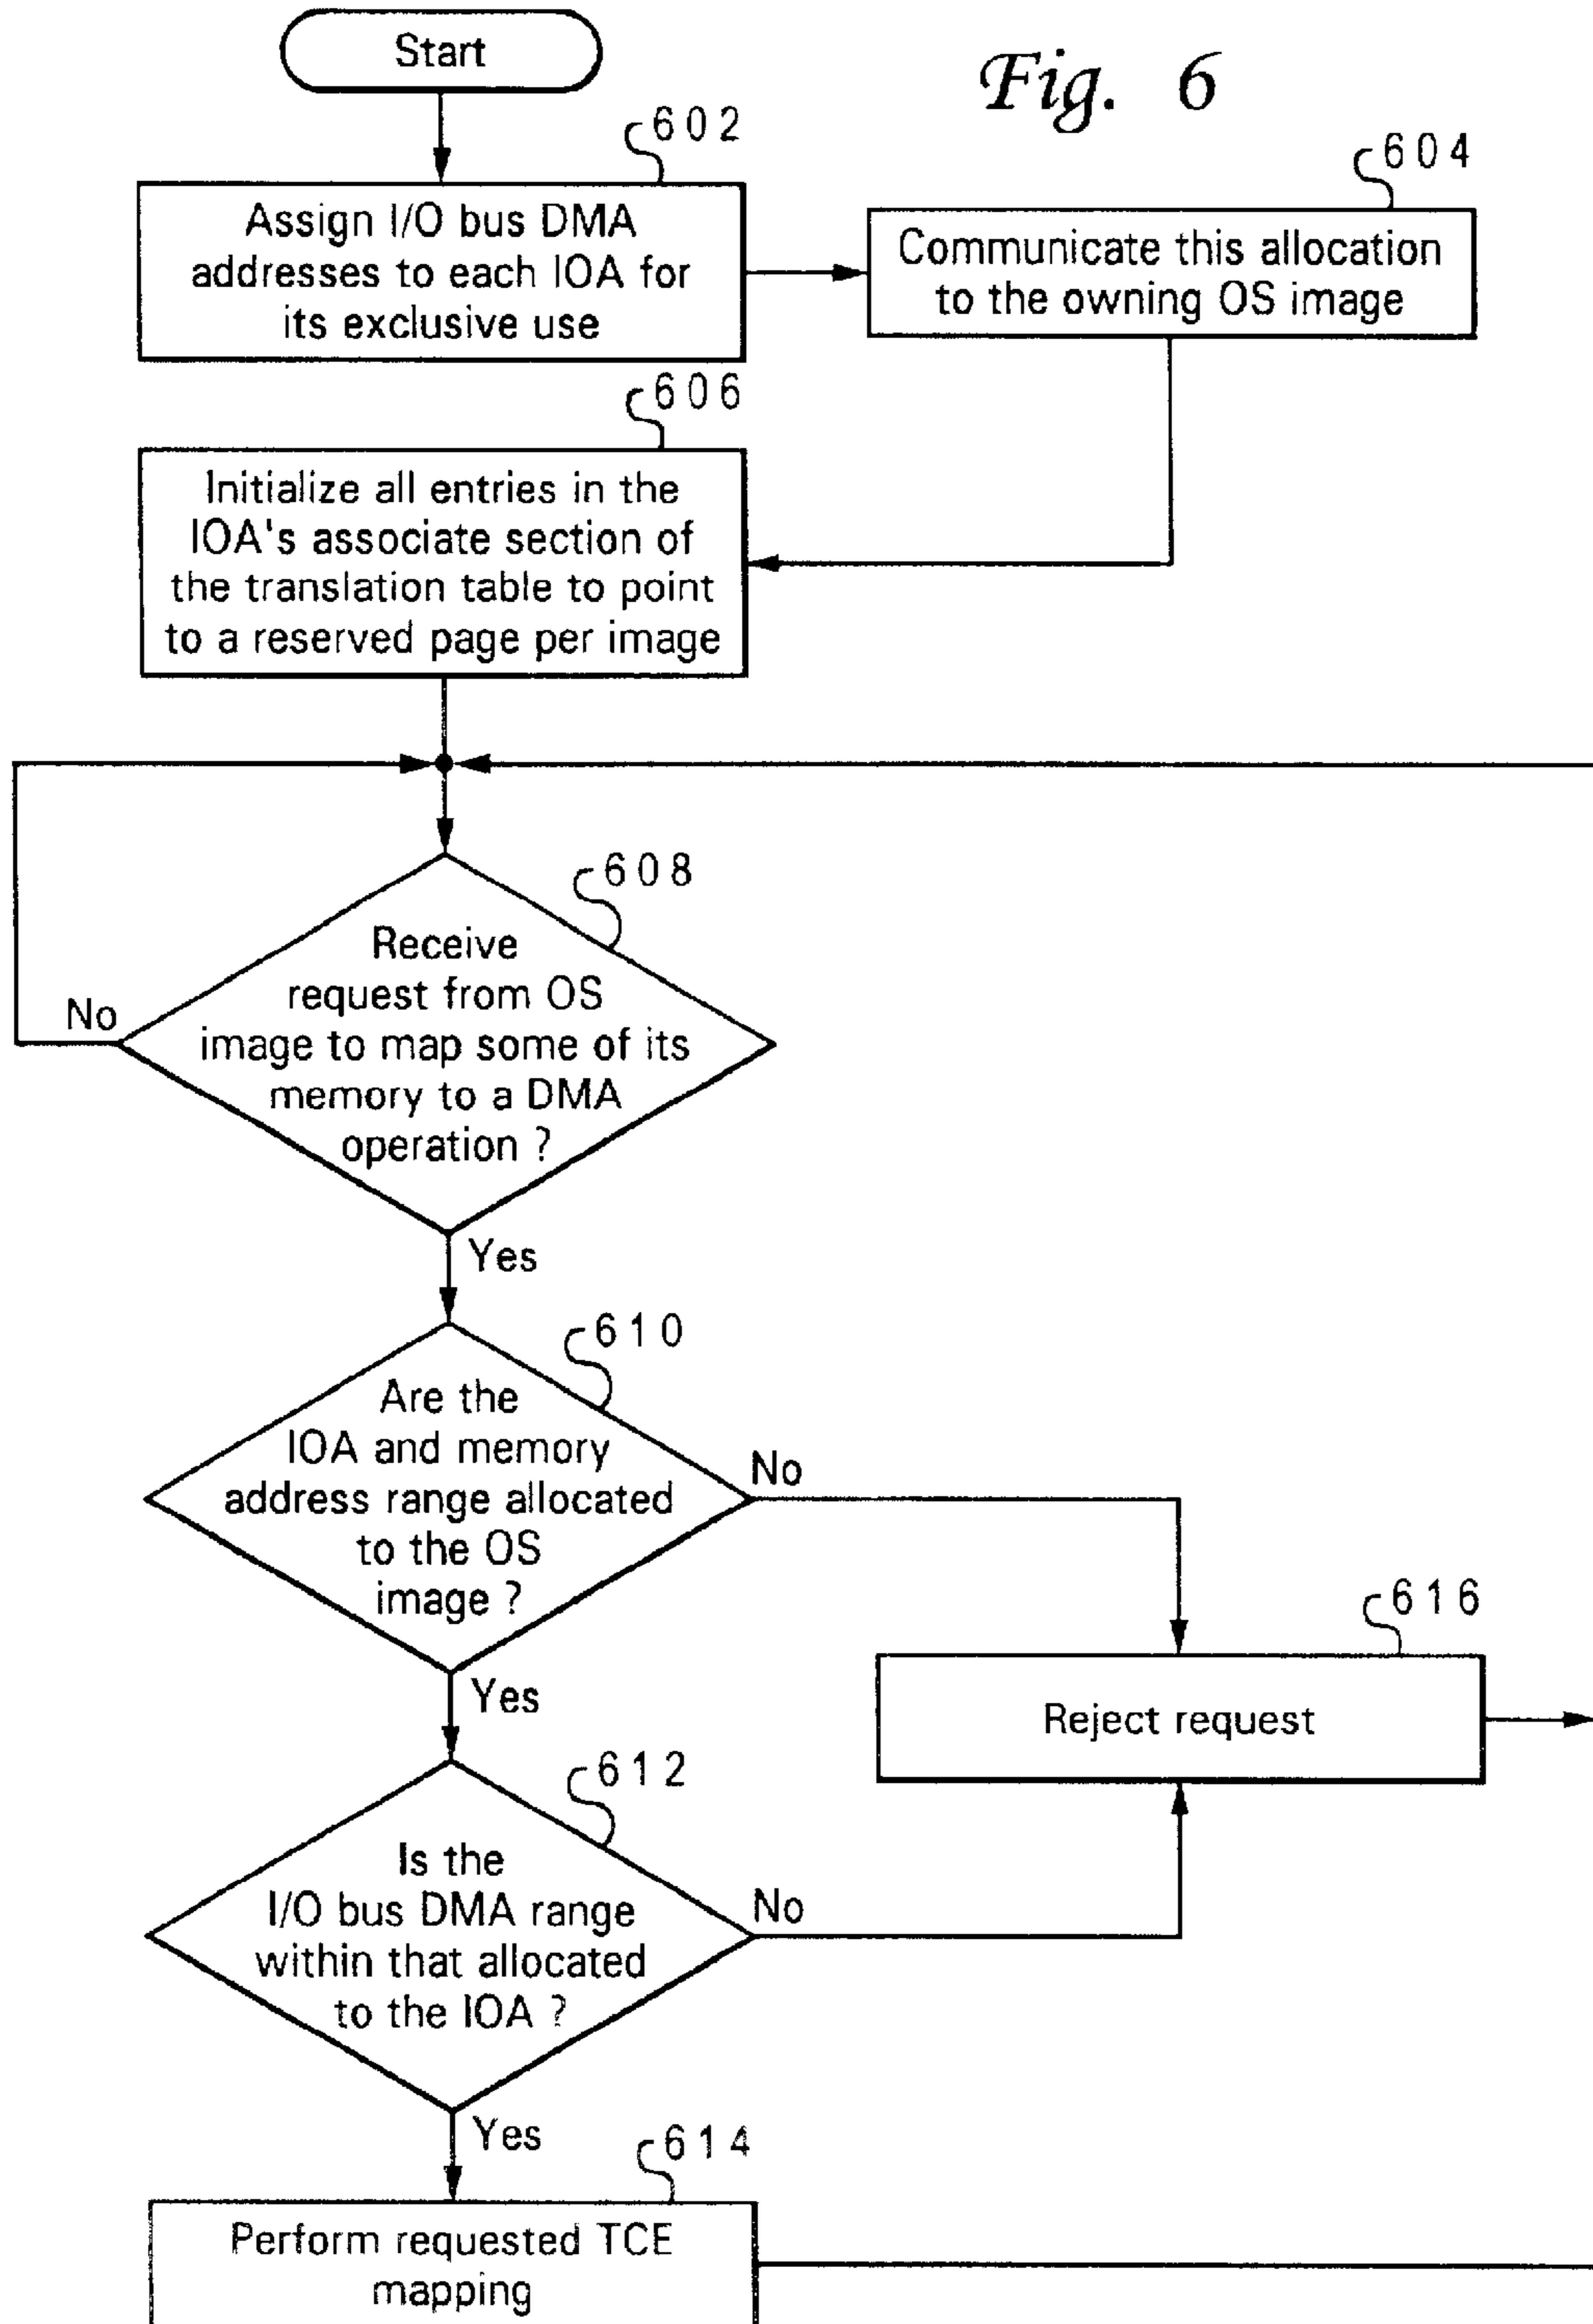 Start
Fig. 6
602
Assign I/O bus DMA
addresses to each IOA for
its exclusive use
604
Communicate this allocation
to the owning OS image
606
Initialize all entries in the
IOA's associate section of
the translation table to point
to a reserved page per image
608
Receive
request from OS
image to map some of its
memory to a DMA
operation ?
No
Yes
610
Are the
IOA and memory
address range allocated
to the OS
image ?
No
Yes
616
Reject request
612
Is the
I/O bus DMA range
within that allocated
to the IOA ?
No
Yes
614
Perform requested TCE
mapping